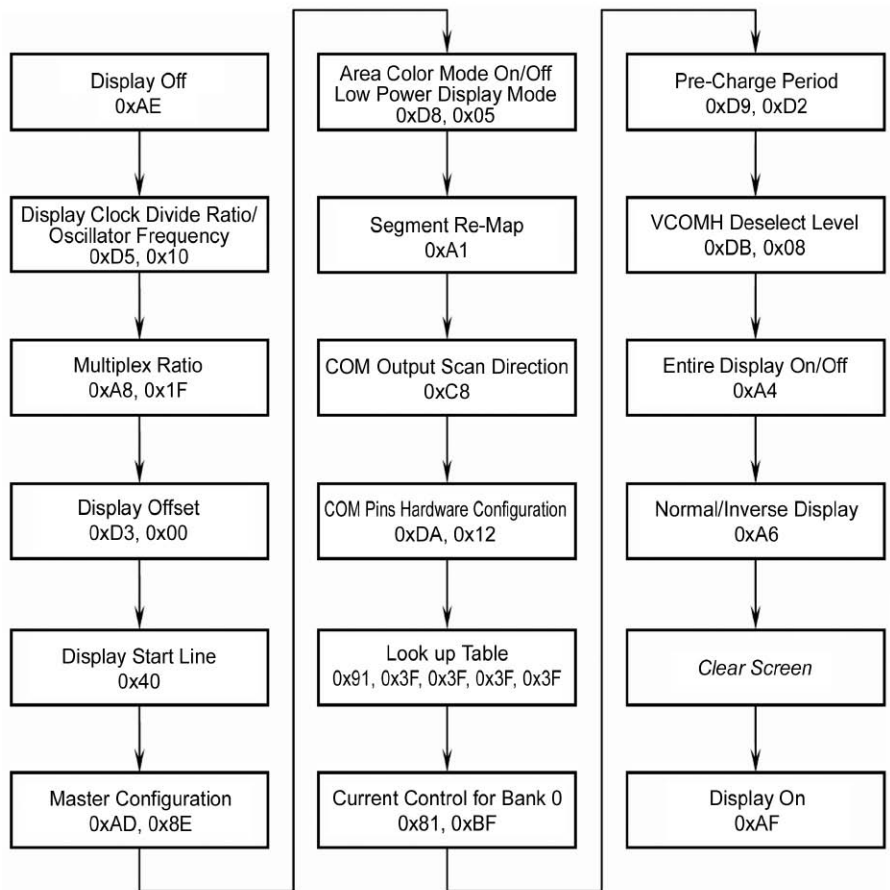 Display Off
0xAE
Display Clock Divide Ratio/
Oscillator Frequency
0xD5, 0x10
Multiplex Ratio
0xA8, 0x1F
Display Offset
0xD3, 0x00
Display Start Line
0x40
Master Configuration
0xAD, 0x8E
Area Color Mode On/Off
Low Power Display Mode
0xD8, 0x05
Segment Re-Map
0xA1
COM Output Scan Direction
0xC8
COM Pins Hardware Configuration
0xDA, 0x12
Look up Table
0x91, 0x3F, 0x3F, 0x3F, 0x3F
Current Control for Bank 0
0x81, 0xBF
Pre-Charge Period
0xD9, 0xD2
VCOMH Deselect Level
0xDB, 0x08
Entire Display On/Off
0xA4
Normal/Inverse Display
0xA6
Clear Screen
Display On
0xAF